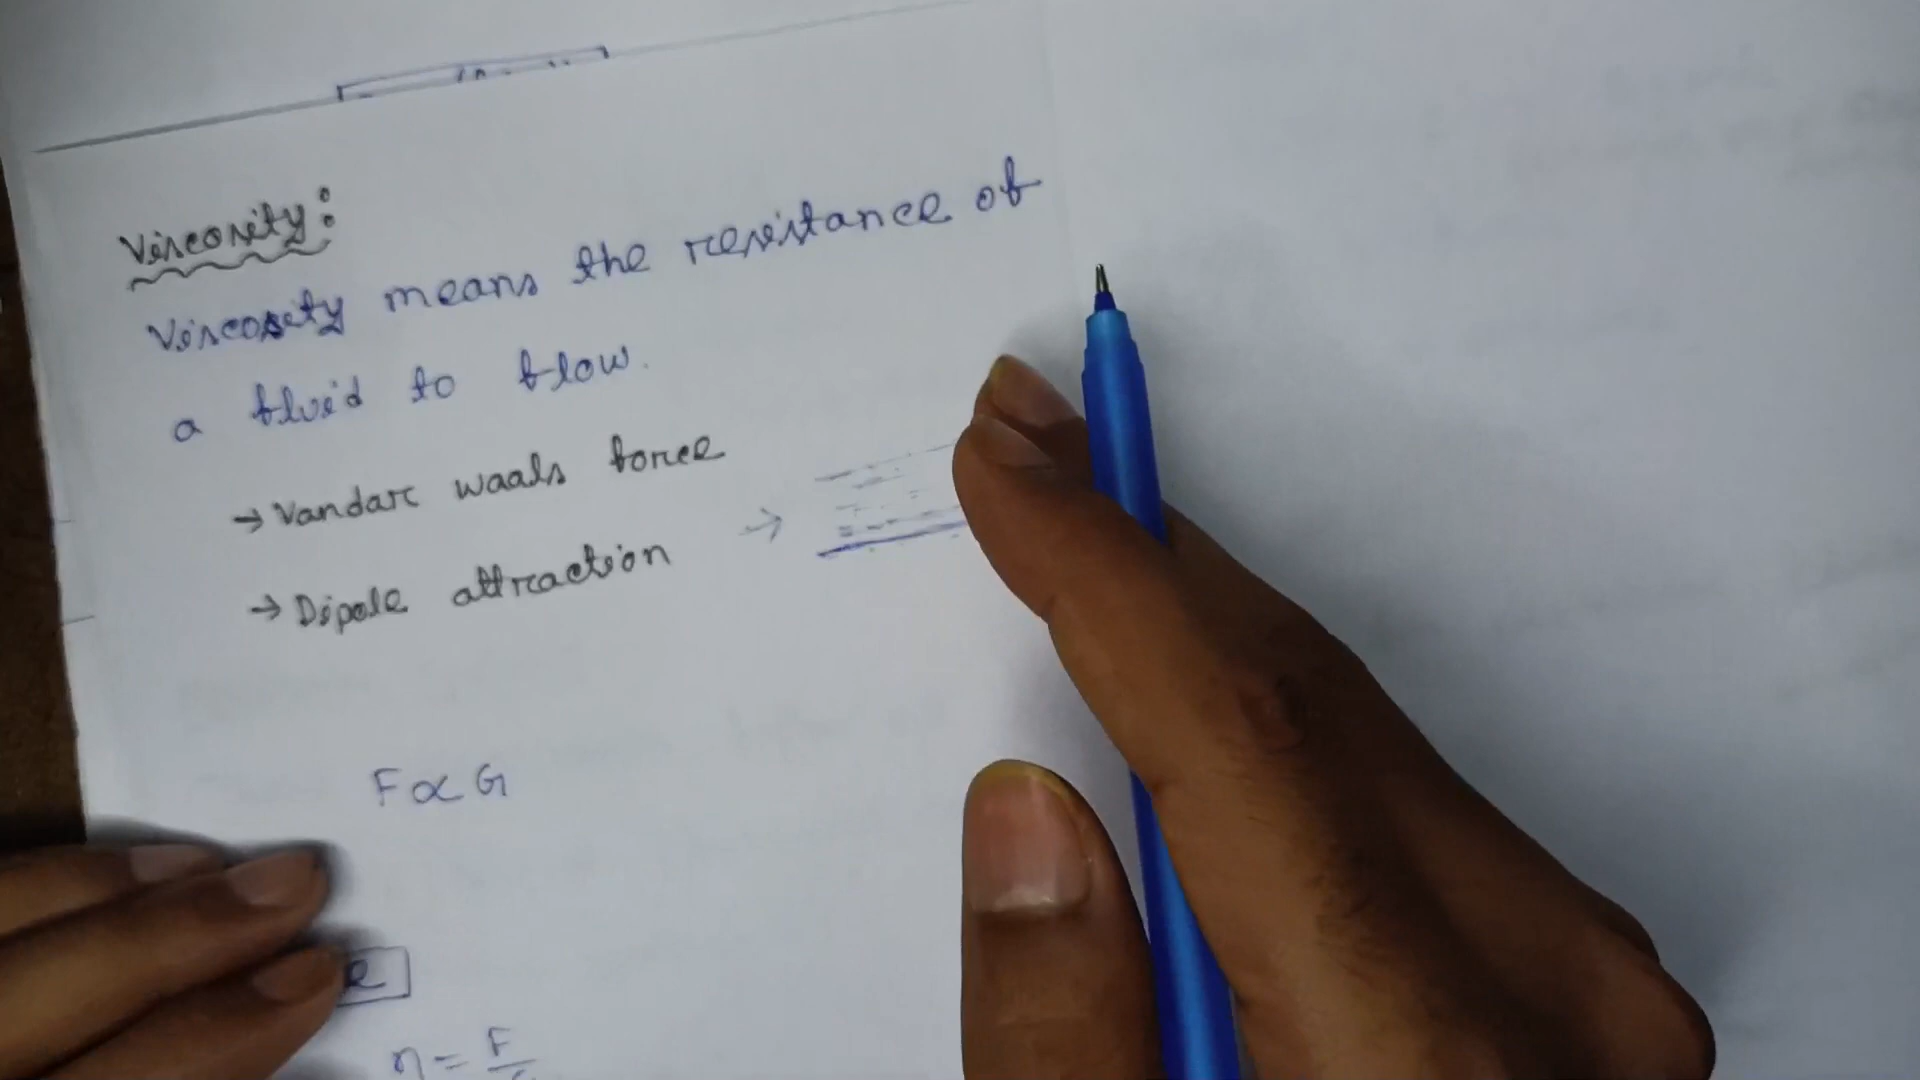 Viscosity:
Viscosity means the resistance of
a fluid to flow.
→ Vandar waals force
→ Dipole attraction →
F ∝ G
η = F